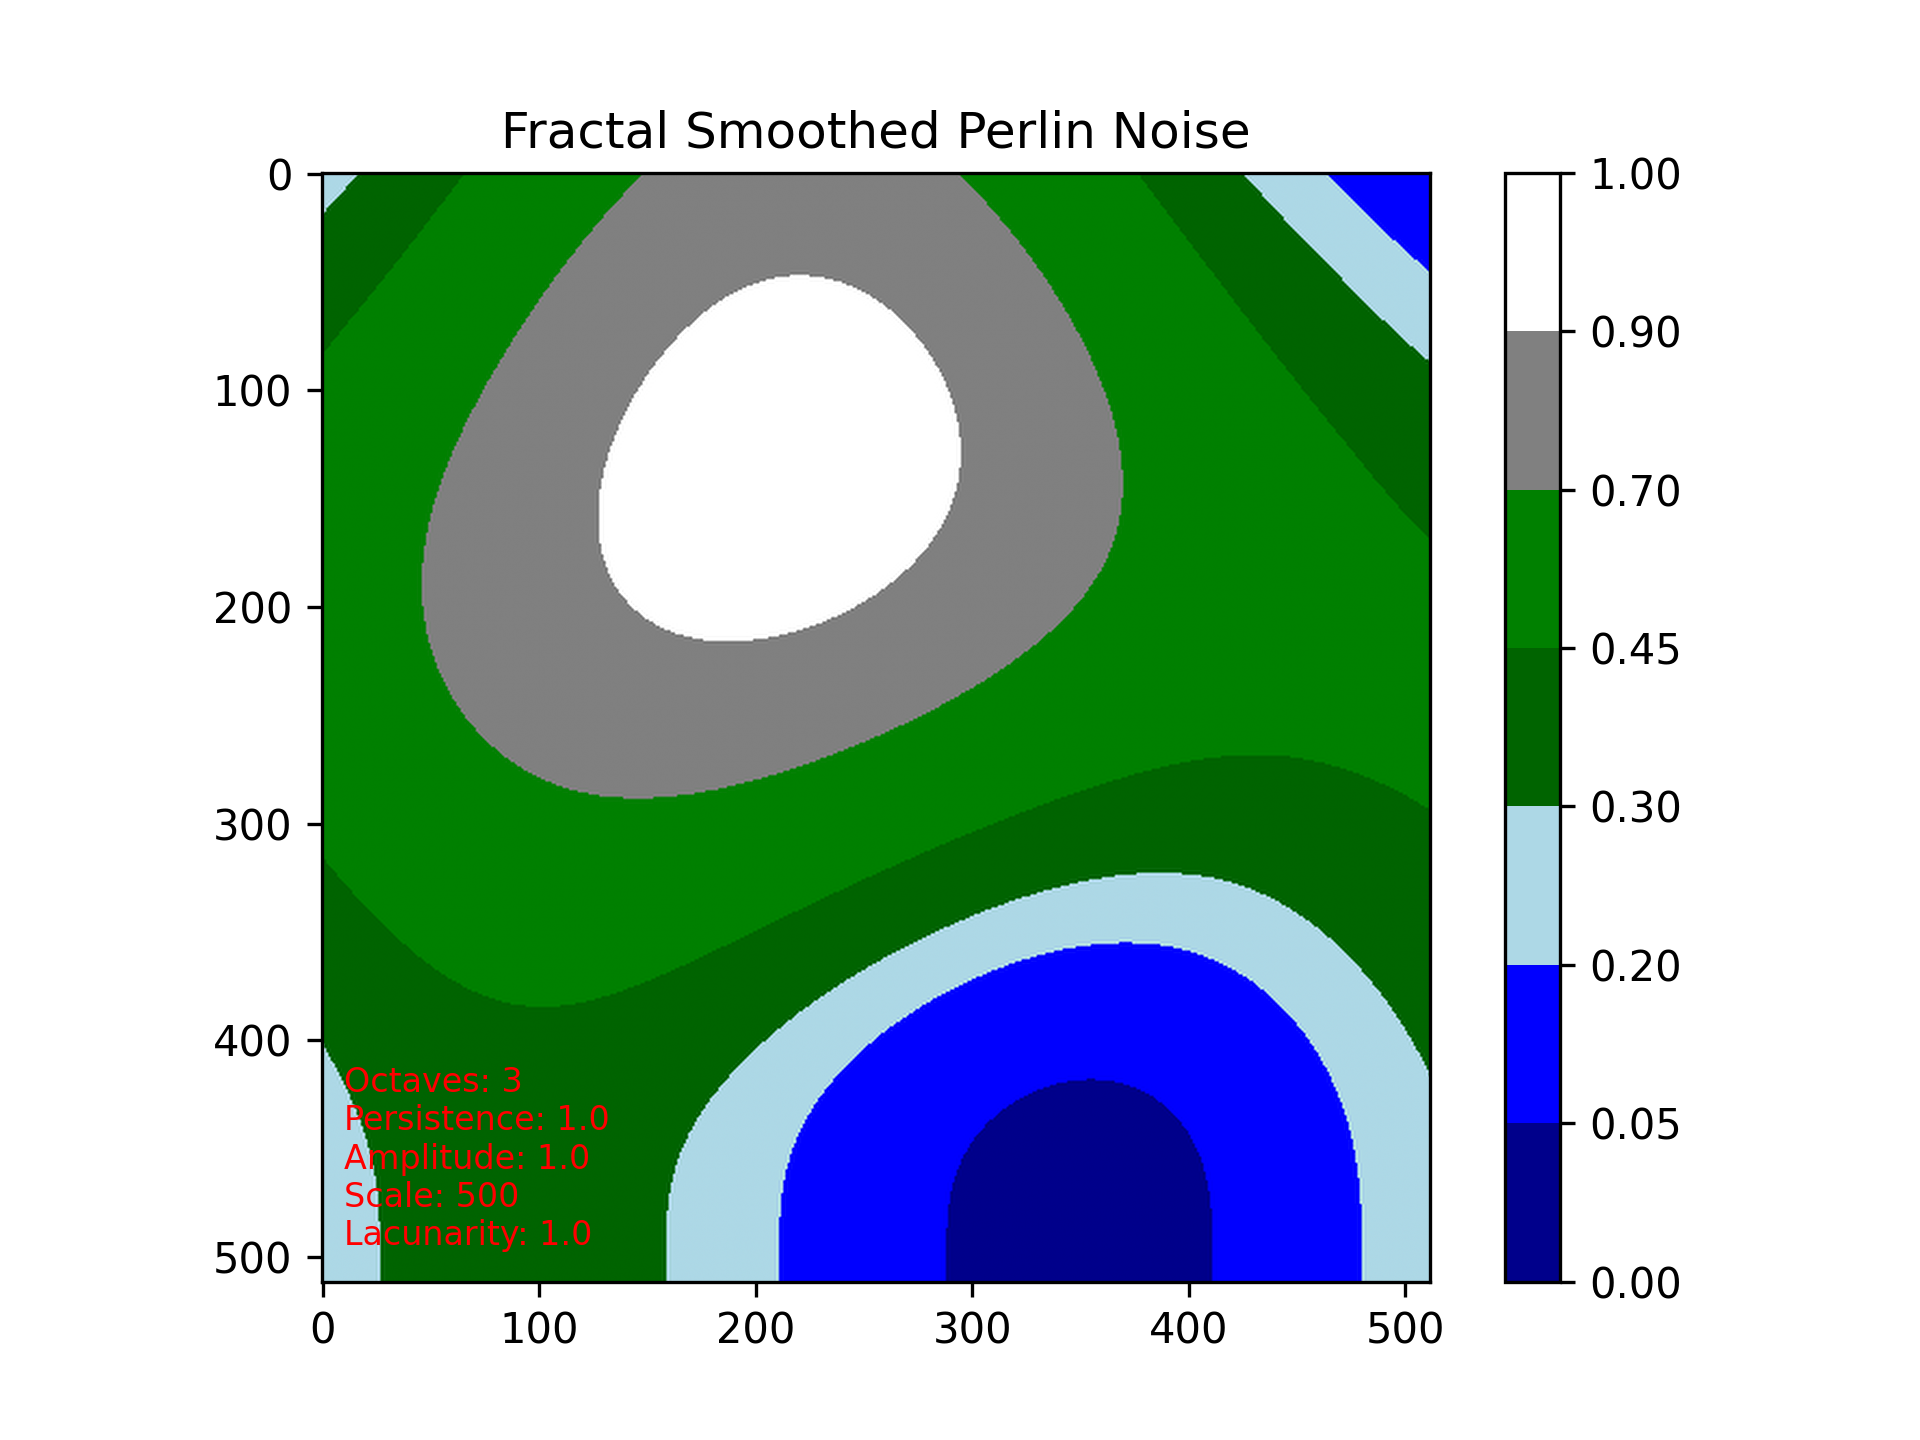 Fractal Smoothed Perlin Noise
0
100
200
300
400
500
Octaves: 3
Persistence: 1.0
Amplitude: 1.0
Scale: 500
Lacunarity: 1.0
0 100 200 300 400 500
1.00
0.90
0.70
0.45
0.30
0.20
0.05
0.00